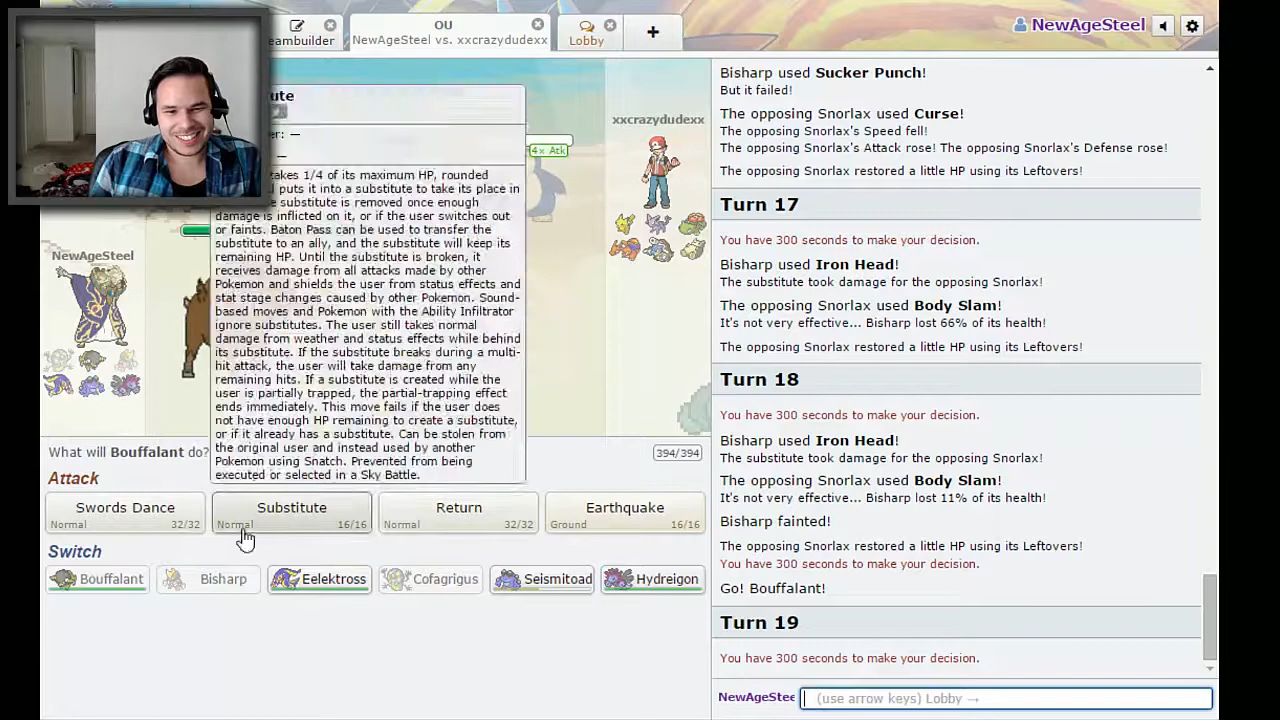 eambuilder
OU
NewAgeSteel vs. xxcrazydudexx
Lobby
+
NewAgeSteel
ute
er: —
—
akes 1/4 of its maximum HP, rounded
puts it into a substitute to take its place in
e substitute is removed once enough
damage is inflicted on it, or if the user switches out
or faints. Baton Pass can be used to transfer the
substitute to an ally, and the substitute will keep its
remaining HP. Until the substitute is broken, it
receives damage from all attacks made by other
Pokemon and shields the user from status effects and
stat stage changes caused by other Pokemon. Sound-
based moves and Pokemon with the Ability Infiltrator
ignore substitutes. The user still takes normal
damage from weather and status effects while behind
its substitute. If the substitute breaks during a multi-
hit attack, the user will take damage from any
remaining hits. If a substitute is created while the
user is partially trapped, the partial-trapping effect
ends immediately. This move fails if the user does
not have enough HP remaining to create a substitute,
or if it already has a substitute. Can be stolen from
the original user and instead used by another
Pokemon using Snatch. Prevented from being
executed or selected in a Sky Battle.
4× Atk
xxcrazydudexx
NewAgeSteel
What will Bouffalant do?
394/394
Attack
Swords Dance
Normal 32/32
Substitute
Normal 16/16
Return
Normal 32/32
Earthquake
Ground 16/16
Switch
Bouffalant
Bisharp
Eelektross
Cofagrigus
Seismitoad
Hydreigon
Bisharp used Sucker Punch!
But it failed!
The opposing Snorlax used Curse!
The opposing Snorlax's Speed fell!
The opposing Snorlax's Attack rose! The opposing Snorlax's Defense rose!
The opposing Snorlax restored a little HP using its Leftovers!
Turn 17
You have 300 seconds to make your decision.
Bisharp used Iron Head!
The substitute took damage for the opposing Snorlax!
The opposing Snorlax used Body Slam!
It's not very effective... Bisharp lost 66% of its health!
The opposing Snorlax restored a little HP using its Leftovers!
Turn 18
You have 300 seconds to make your decision.
Bisharp used Iron Head!
The substitute took damage for the opposing Snorlax!
The opposing Snorlax used Body Slam!
It's not very effective... Bisharp lost 11% of its health!
Bisharp fainted!
The opposing Snorlax restored a little HP using its Leftovers!
You have 300 seconds to make your decision.
Go! Bouffalant!
Turn 19
You have 300 seconds to make your decision.
NewAgeStee
(use arrow keys) Lobby →